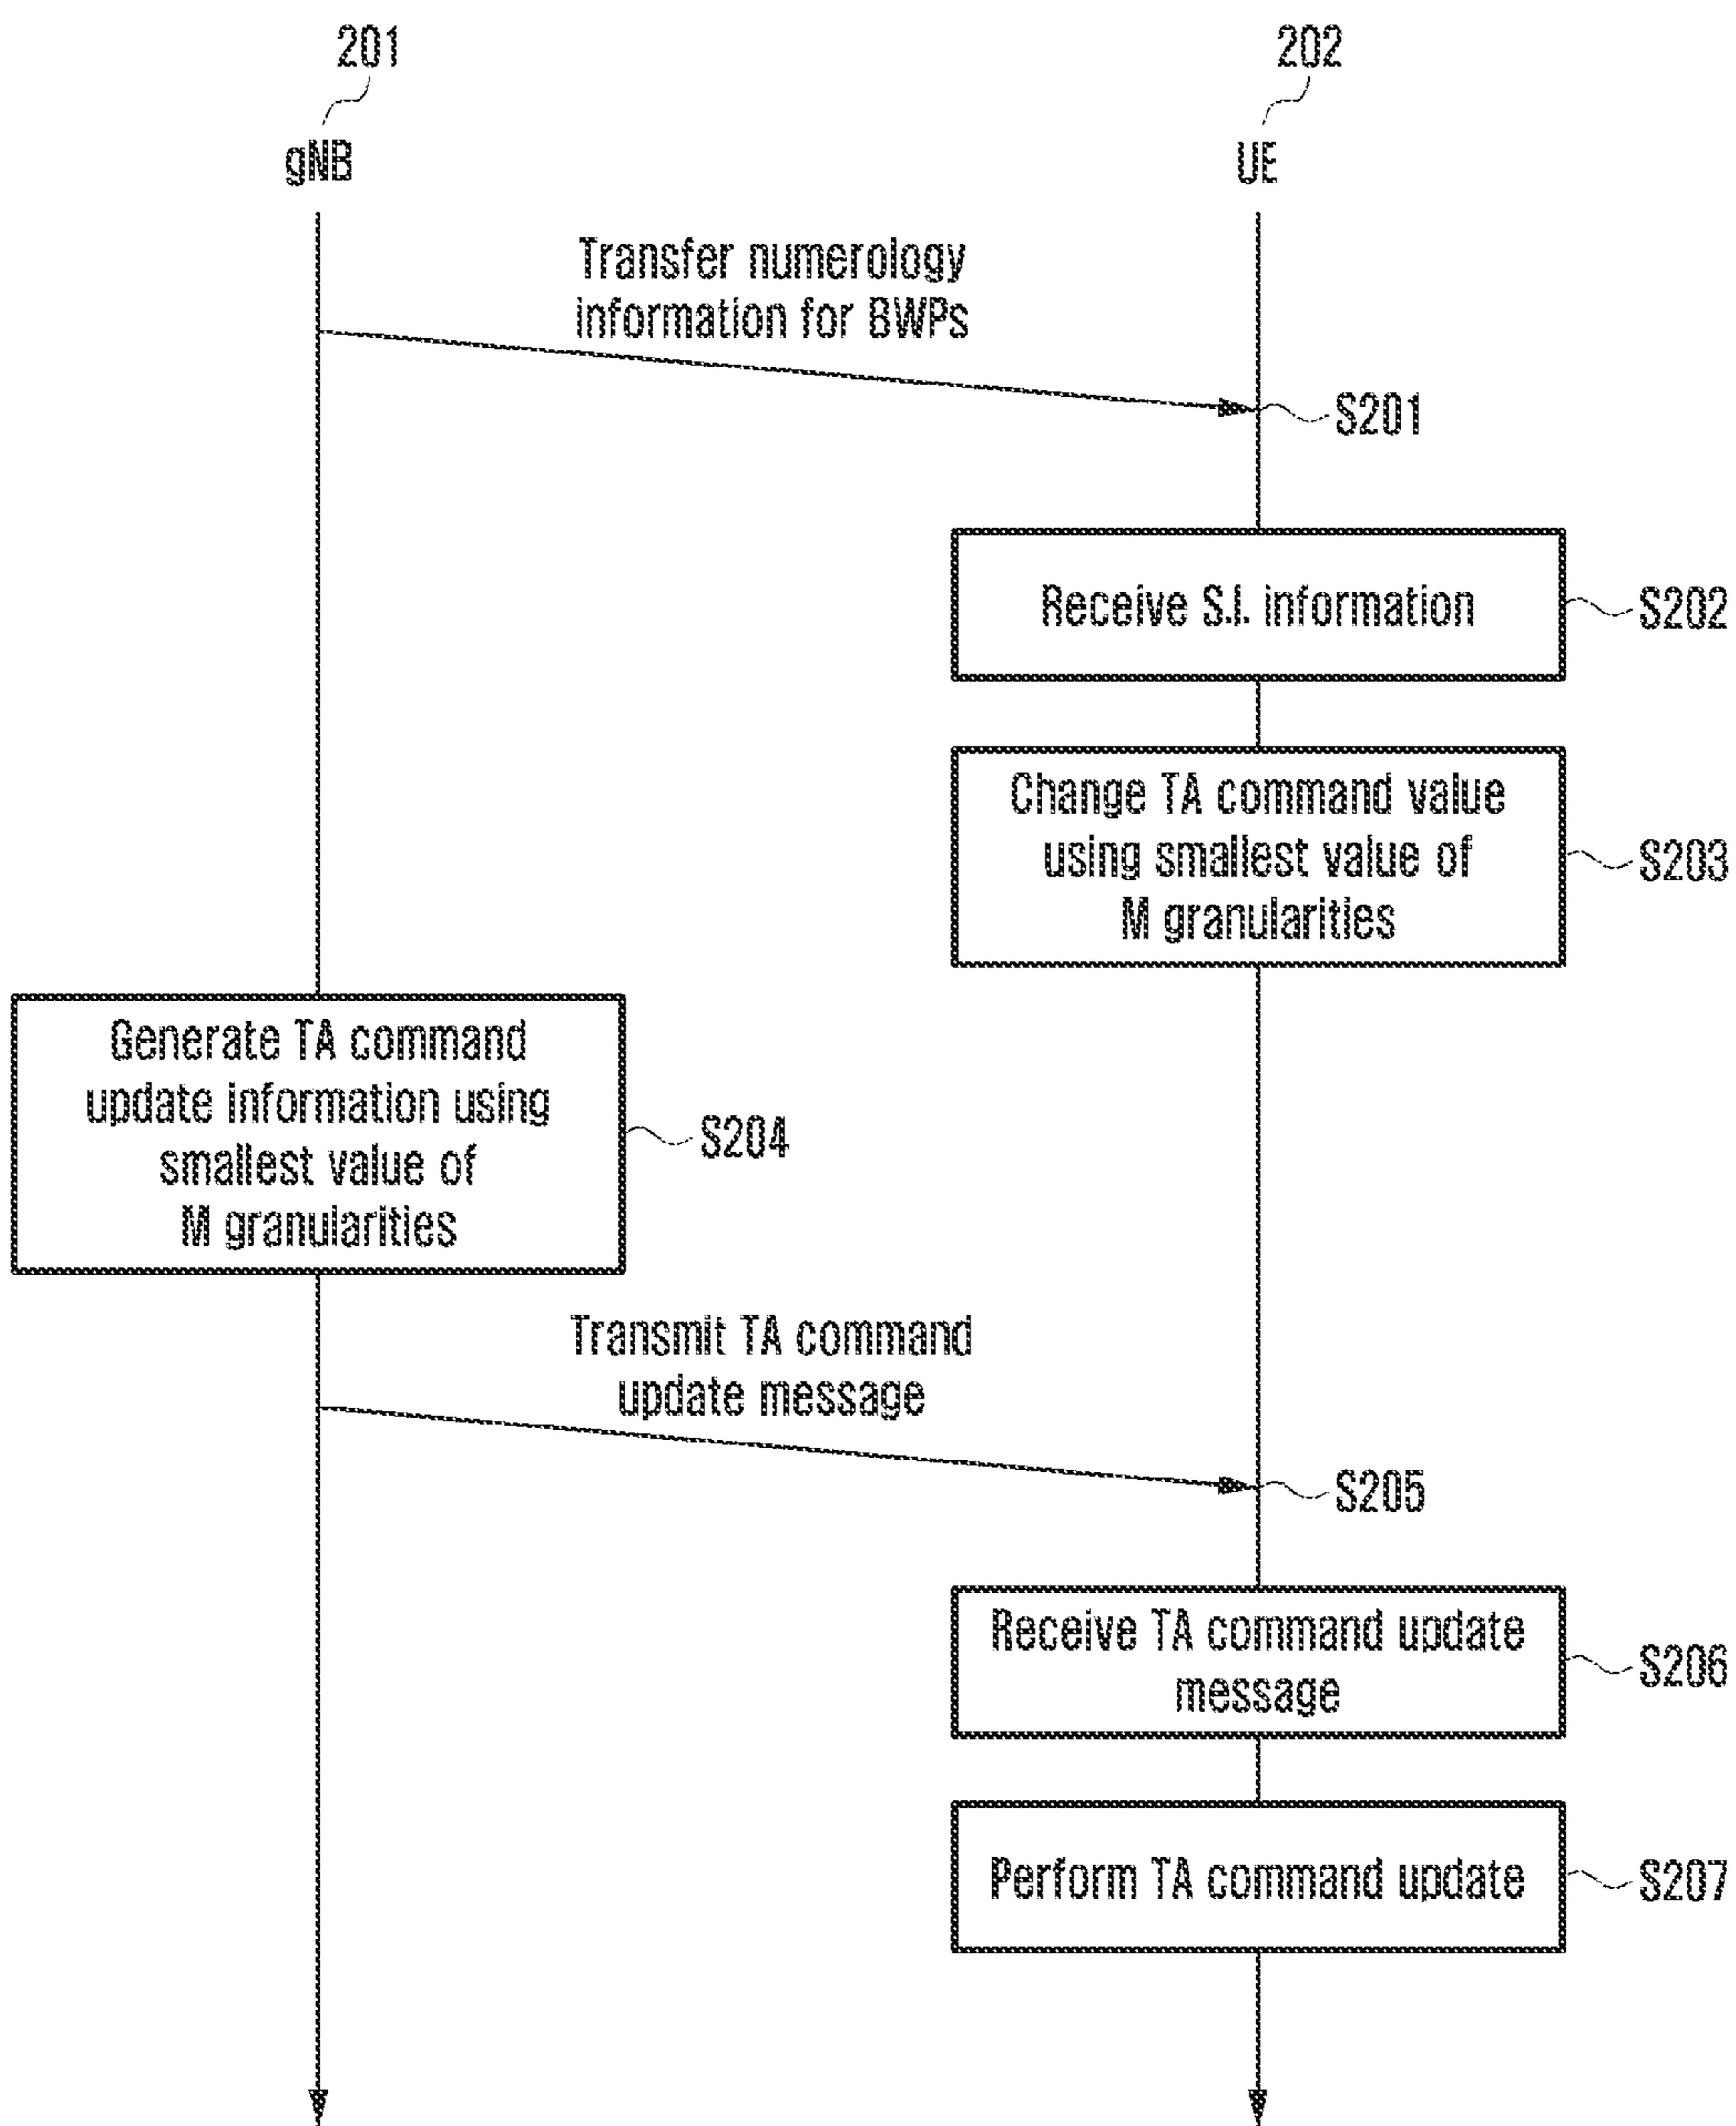 201
202
gNB
UE
Transfer numerology
information for BWPs
S201
Receive S.I. information
S202
Change TA command value
using smallest value of
M granularities
S203
Generate TA command
update information using
smallest value of
M granularities
S204
Transmit TA command
update message
S205
Receive TA command update
message
S206
Perform TA command update
S207